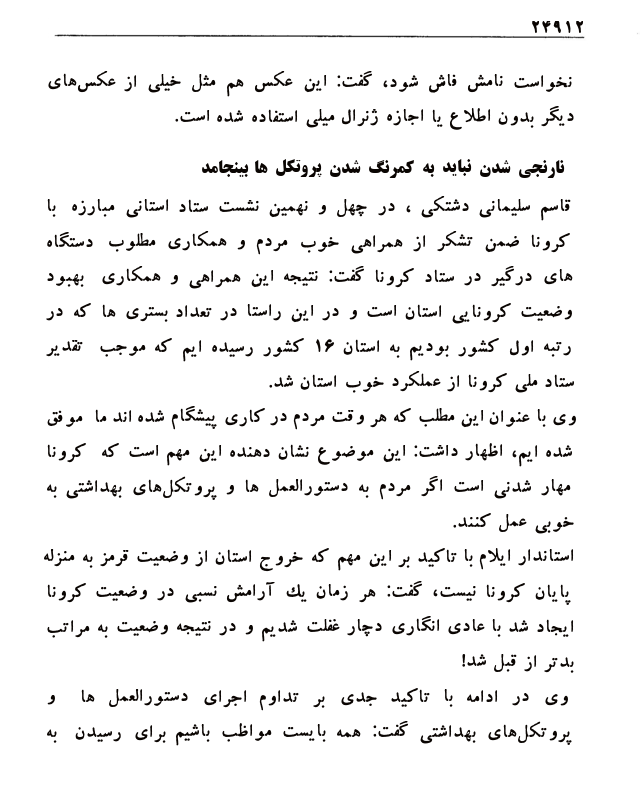 ۲۴۹۱۲
نخواست نامش فاش شود، گفت: این عکس هم مثل خیلی از عکس‌های
دیگر بدون اطلاع یا اجازه ژنرال میلی استفاده شده است.
نارنجی شدن نباید به کمرنگ شدن پروتکل ها بینجامد
قاسم سلیمانی دشتکی ، در چهل و نهمین نشست ستاد استانی مبارزه با
کرونا ضمن تشکر از همراهی خوب مردم و همکاری مطلوب دستگاه
های درگیر در ستاد کرونا گفت: نتیجه این همراهی و همکاری بهبود
وضعیت کرونایی استان است و در این راستا در تعداد بستری ها که در
رتبه اول کشور بودیم به استان ۱۶ کشور رسیده ایم که موجب تقدیر
ستاد ملی کرونا از عملکرد خوب استان شد.
وی با عنوان این مطلب که هر وقت مردم در کاری پیشگام شده اند ما موفق
شده ایم، اظهار داشت: این موضوع نشان دهنده این مهم است که کرونا
مهار شدنی است اگر مردم به دستورالعمل ها و پروتکل‌های بهداشتی به
خوبی عمل کنند.
استاندار ایلام با تاکید بر این مهم که خروج استان از وضعیت قرمز به منزله
پایان کرونا نیست، گفت: هر زمان یك آرامش نسبی در وضعیت کرونا
ایجاد شد با عادی انگاری دچار غفلت شدیم و در نتیجه وضعیت به مراتب
بدتر از قبل شد!
وی در ادامه با تاکید جدی بر تداوم اجرای دستورالعمل ها و
پروتکل‌های بهداشتی گفت: همه بایست مواظب باشیم برای رسیدن به